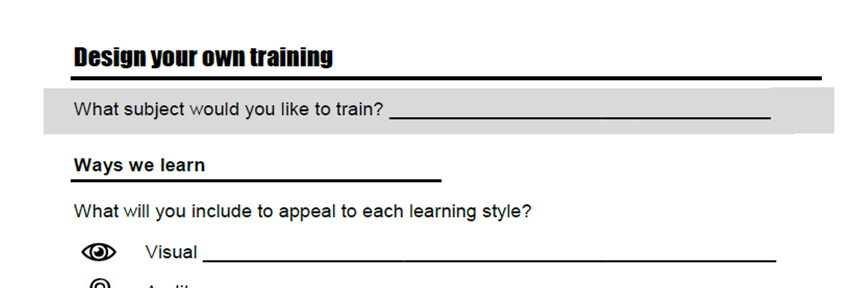 Design your own training
What subject would you like to train?
Ways we learn
What will you include to appeal to each learning style?
Visual